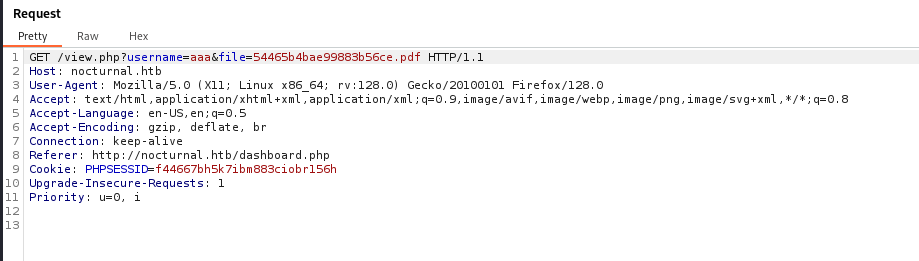 Request
Pretty Raw Hex
1 GET /view.php?username=aaa&file=54465b4bae99883b56ce.pdf HTTP/1.1
2 Host: nocturnal.htb
3 User-Agent: Mozilla/5.0 (X11; Linux x86_64; rv:128.0) Gecko/20100101 Firefox/128.0
4 Accept: text/html,application/xhtml+xml,application/xml;q=0.9,image/avif,image/webp,image/png,image/svg+xml,*/*;q=0.8
5 Accept-Language: en-US,en;q=0.5
6 Accept-Encoding: gzip, deflate, br
7 Connection: keep-alive
8 Referer: http://nocturnal.htb/dashboard.php
9 Cookie: PHPSESSID=f44667bh5k7ibm883ciobr156h
10 Upgrade-Insecure-Requests: 1
11 Priority: u=0, i
12
13